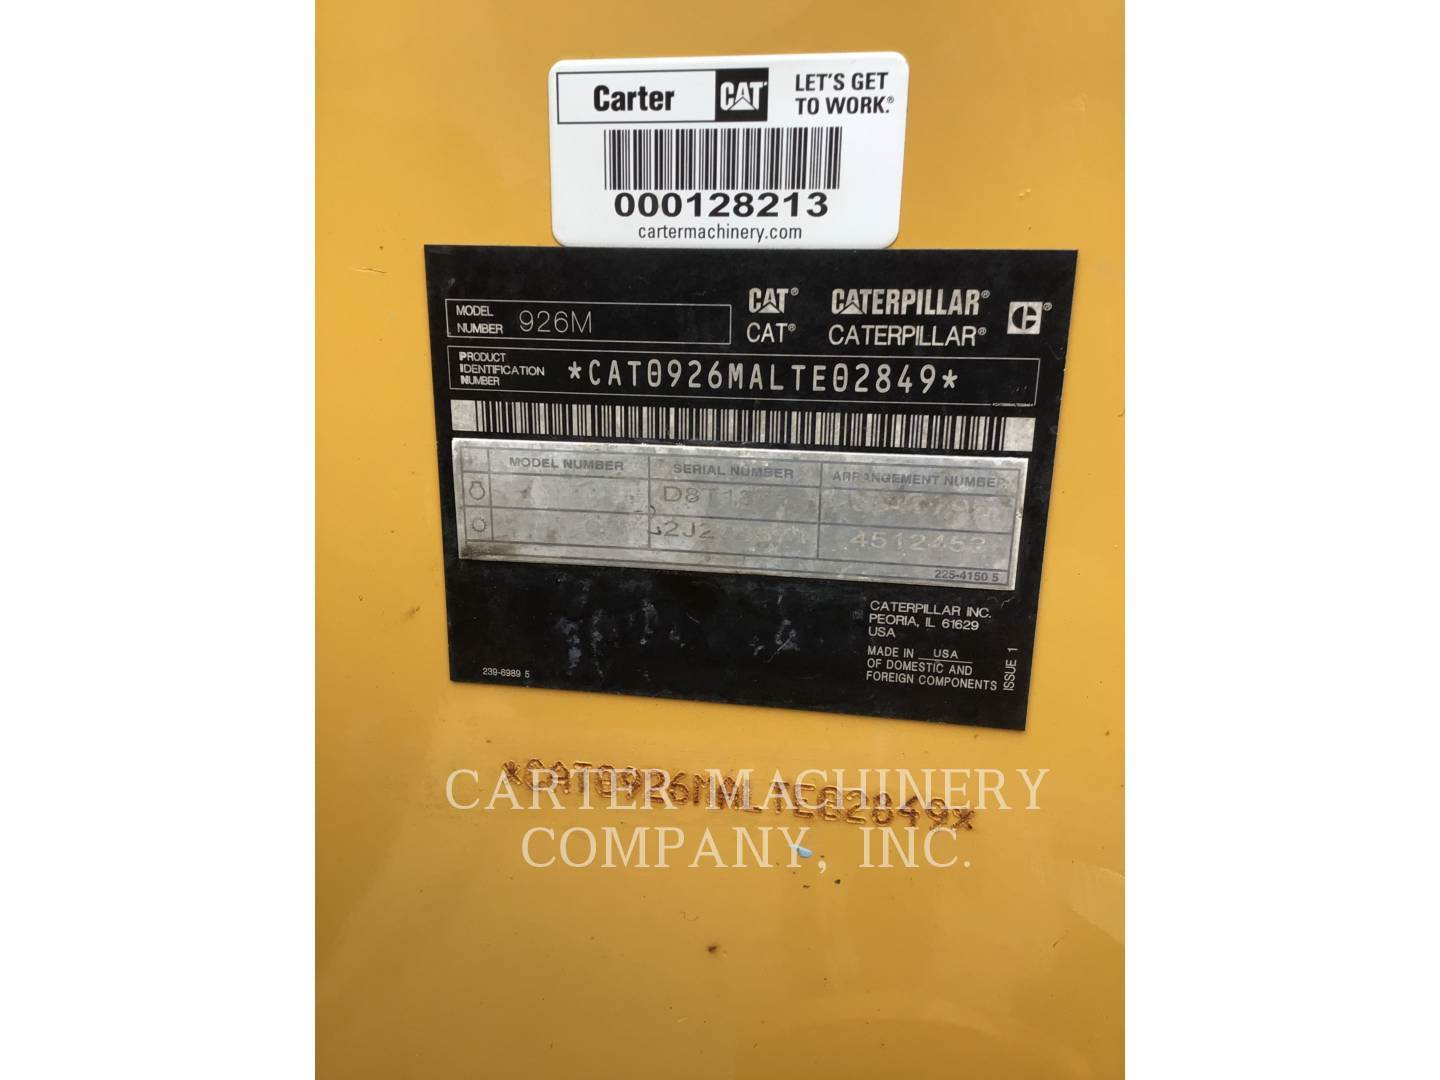 Carter CAT LET'S GET
TO WORK.®
000128213
cartermachinery.com
CAT® CATERPILLAR®
MODEL
NUMBER 926M
CAT® CATERPILLAR®
PRODUCT
IDENTIFICATION
NUMBER *CAT0926MALTE02849*
MODEL NUMBER SERIAL NUMBER ARRANGEMENT NUMBER
4512453
225-4150 5
CATERPILLAR INC.
PEORIA, IL 61629
USA
MADE IN USA
OF DOMESTIC AND
FOREIGN COMPONENTS
ISSUE 1
239-6989 5
*CAT0926MALTE02849*
CARTER MACHINERY
COMPANY, INC.